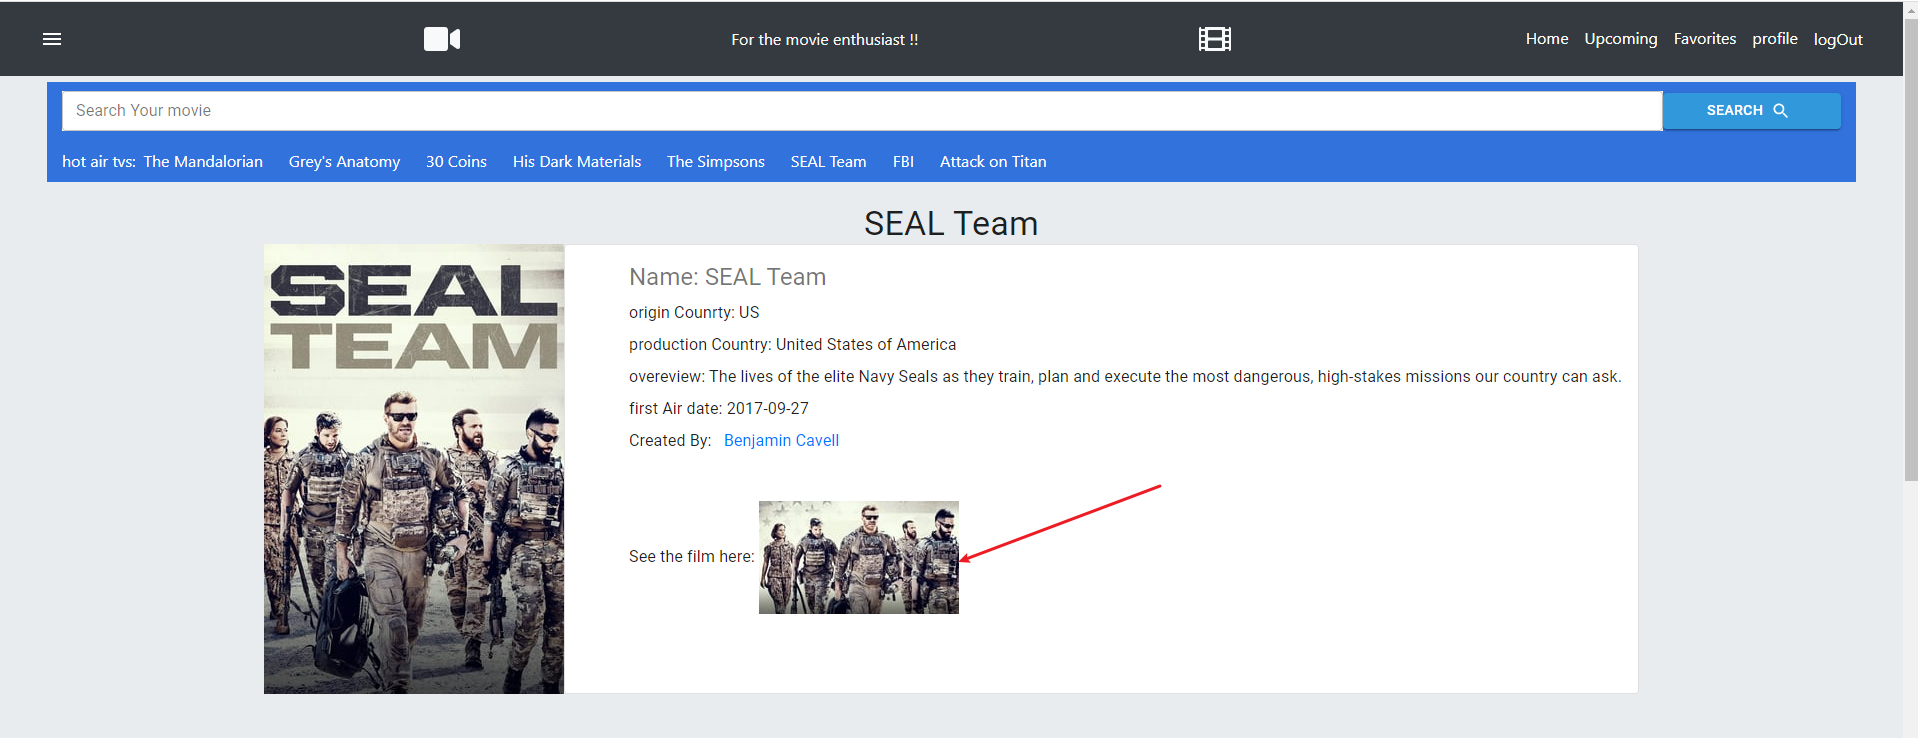 For the movie enthusiast !!
Home Upcoming Favorites profile logOut
Search Your movie
SEARCH
hot air tvs: The Mandalorian Grey's Anatomy 30 Coins His Dark Materials The Simpsons SEAL Team FBI Attack on Titan
SEAL Team
SEAL
TEAM
Name: SEAL Team
origin Counrty: US
production Country: United States of America
overeview: The lives of the elite Navy Seals as they train, plan and execute the most dangerous, high-stakes missions our country can ask.
first Air date: 2017-09-27
Created By: Benjamin Cavell
See the film here: